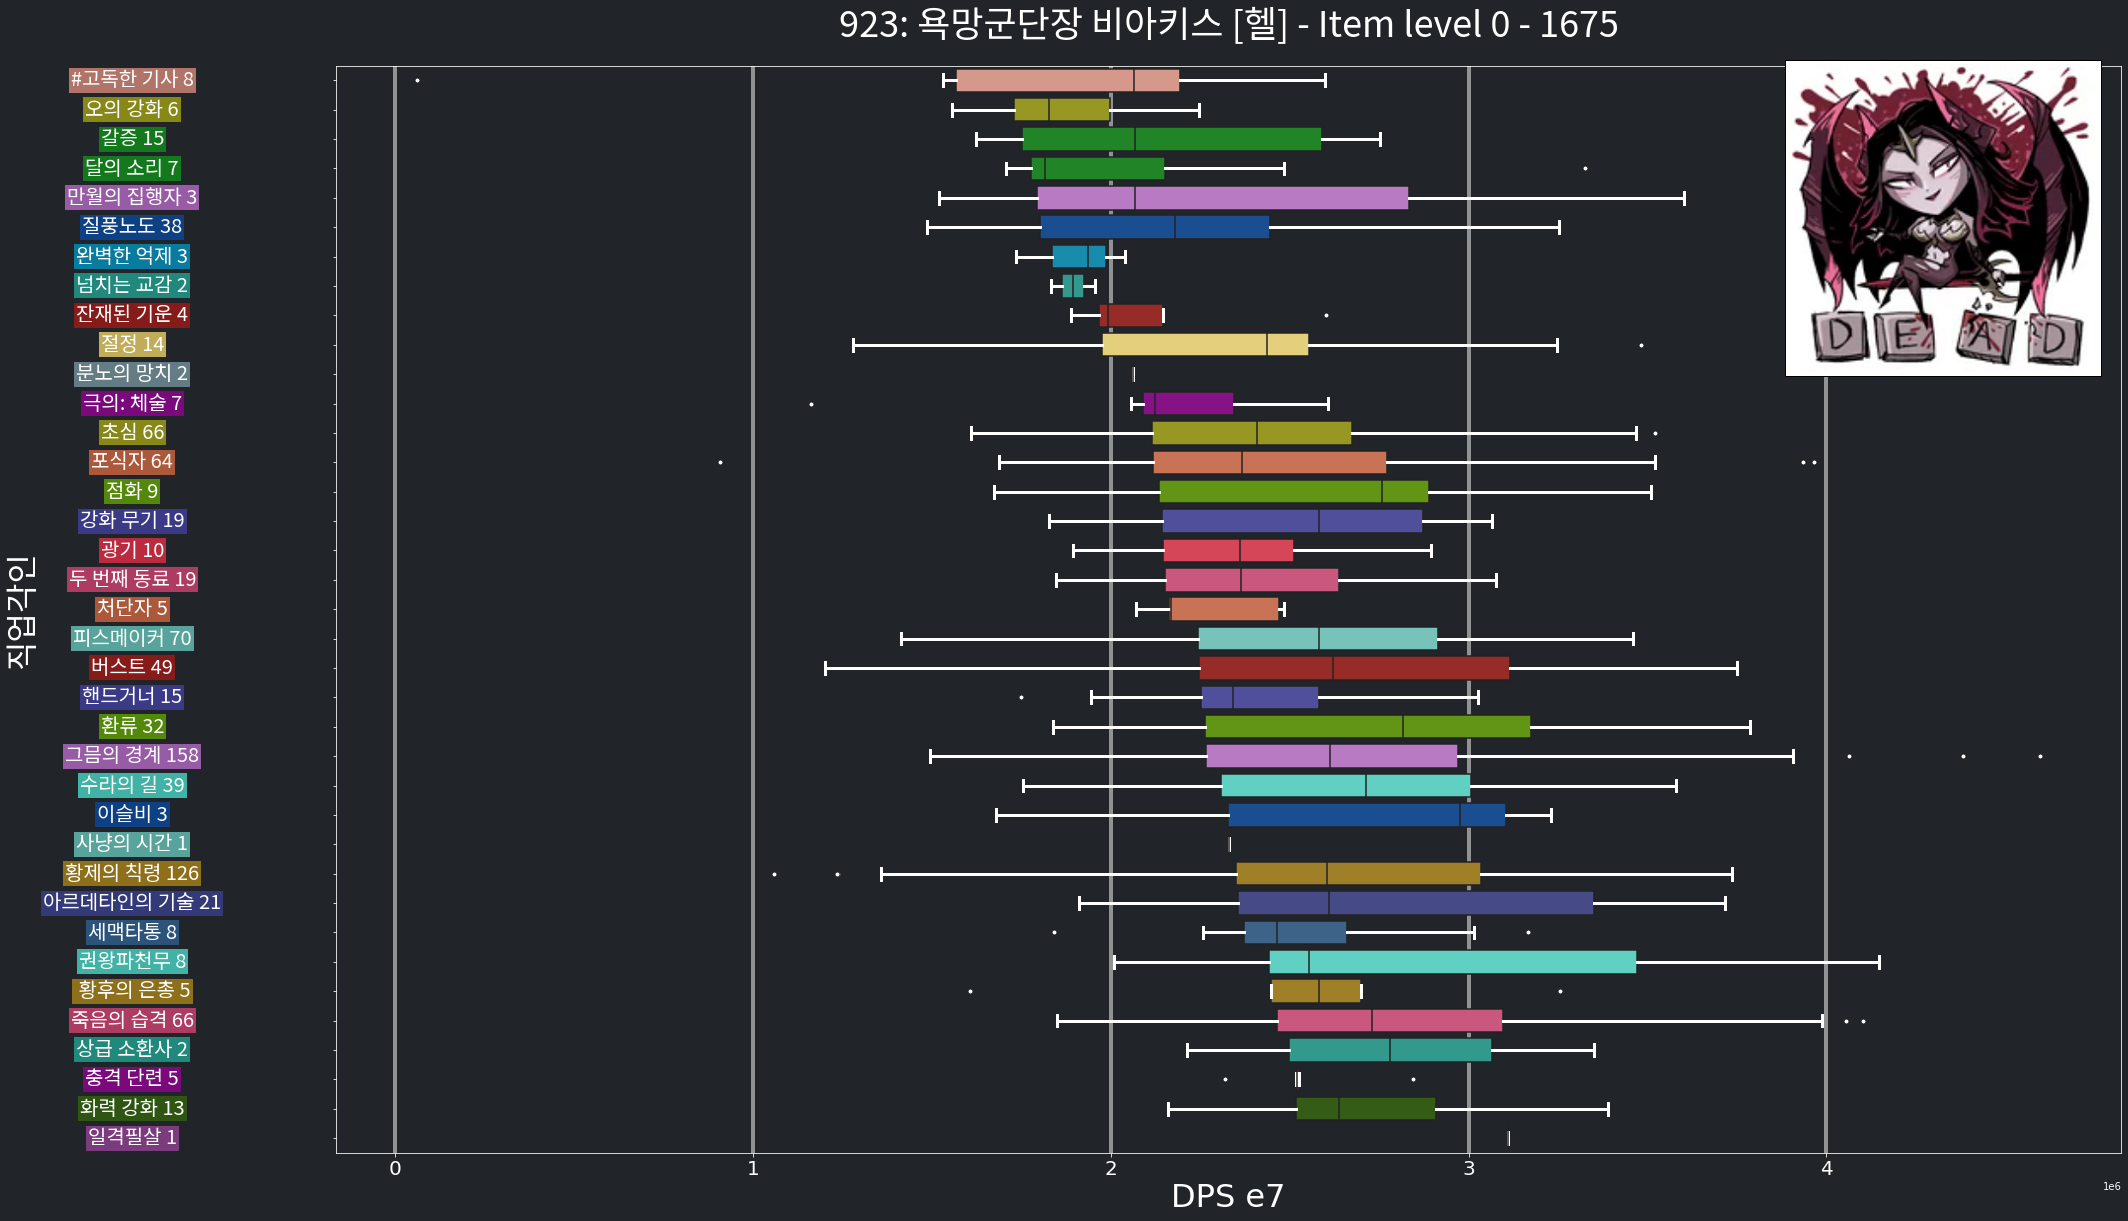 923: 욕망군단장 비아키스 [헬] - Item level 0 - 1675
직업각인
#고독한 기사 8
오의 강화 6
갈증 15
달의 소리 7
만월의 집행자 3
질풍노도 38
완벽한 억제 3
넘치는 교감 2
잔재된 기운 4
절정 14
분노의 망치 2
극의: 체술 7
초심 66
포식자 64
점화 9
강화 무기 19
광기 10
두 번째 동료 19
처단자 5
피스메이커 70
버스트 49
핸드거너 15
환류 32
그믐의 경계 158
수라의 길 39
이슬비 3
사냥의 시간 1
황제의 칙령 126
아르데타인의 기술 21
세맥타통 8
권왕파천무 8
황후의 은총 5
죽음의 습격 66
상급 소환사 2
충격 단련 5
화력 강화 13
일격필살 1
DEAD
0 1 2 3 4
1e6
DPS e7